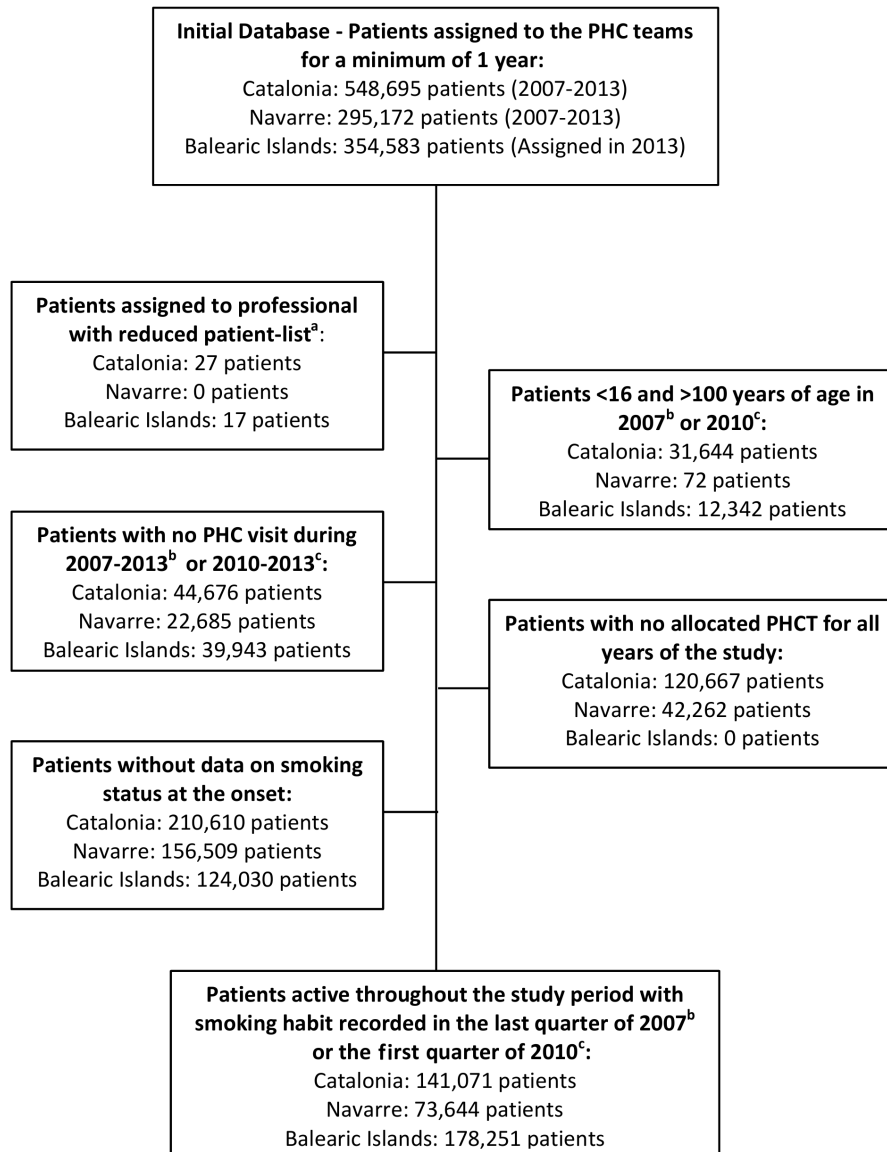 Initial Database - Patients assigned to the PHC teams
for a minimum of 1 year:
Catalonia: 548,695 patients (2007-2013)
Navarre: 295,172 patients (2007-2013)
Balearic Islands: 354,583 patients (Assigned in 2013)
Patients assigned to professional
with reduced patient-listᵃ:
Catalonia: 27 patients
Navarre: 0 patients
Balearic Islands: 17 patients
Patients <16 and >100 years of age in
2007ᵇ or 2010ᶜ:
Catalonia: 31,644 patients
Navarre: 72 patients
Balearic Islands: 12,342 patients
Patients with no PHC visit during
2007-2013ᵇ or 2010-2013ᶜ:
Catalonia: 44,676 patients
Navarre: 22,685 patients
Balearic Islands: 39,943 patients
Patients with no allocated PHCT for all
years of the study:
Catalonia: 120,667 patients
Navarre: 42,262 patients
Balearic Islands: 0 patients
Patients without data on smoking
status at the onset:
Catalonia: 210,610 patients
Navarre: 156,509 patients
Balearic Islands: 124,030 patients
Patients active throughout the study period with
smoking habit recorded in the last quarter of 2007ᵇ
or the first quarter of 2010ᶜ:
Catalonia: 141,071 patients
Navarre: 73,644 patients
Balearic Islands: 178,251 patients